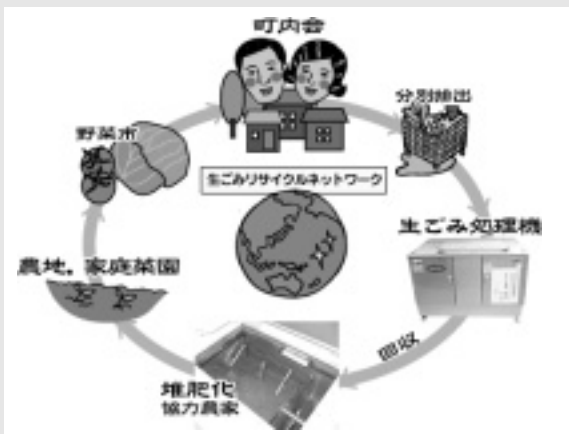 町内会
分別排出
生ごみ処理機
回収
堆肥化
協力農家
農地。家庭菜園
野菜市
生ごみリサイクルネットワーク